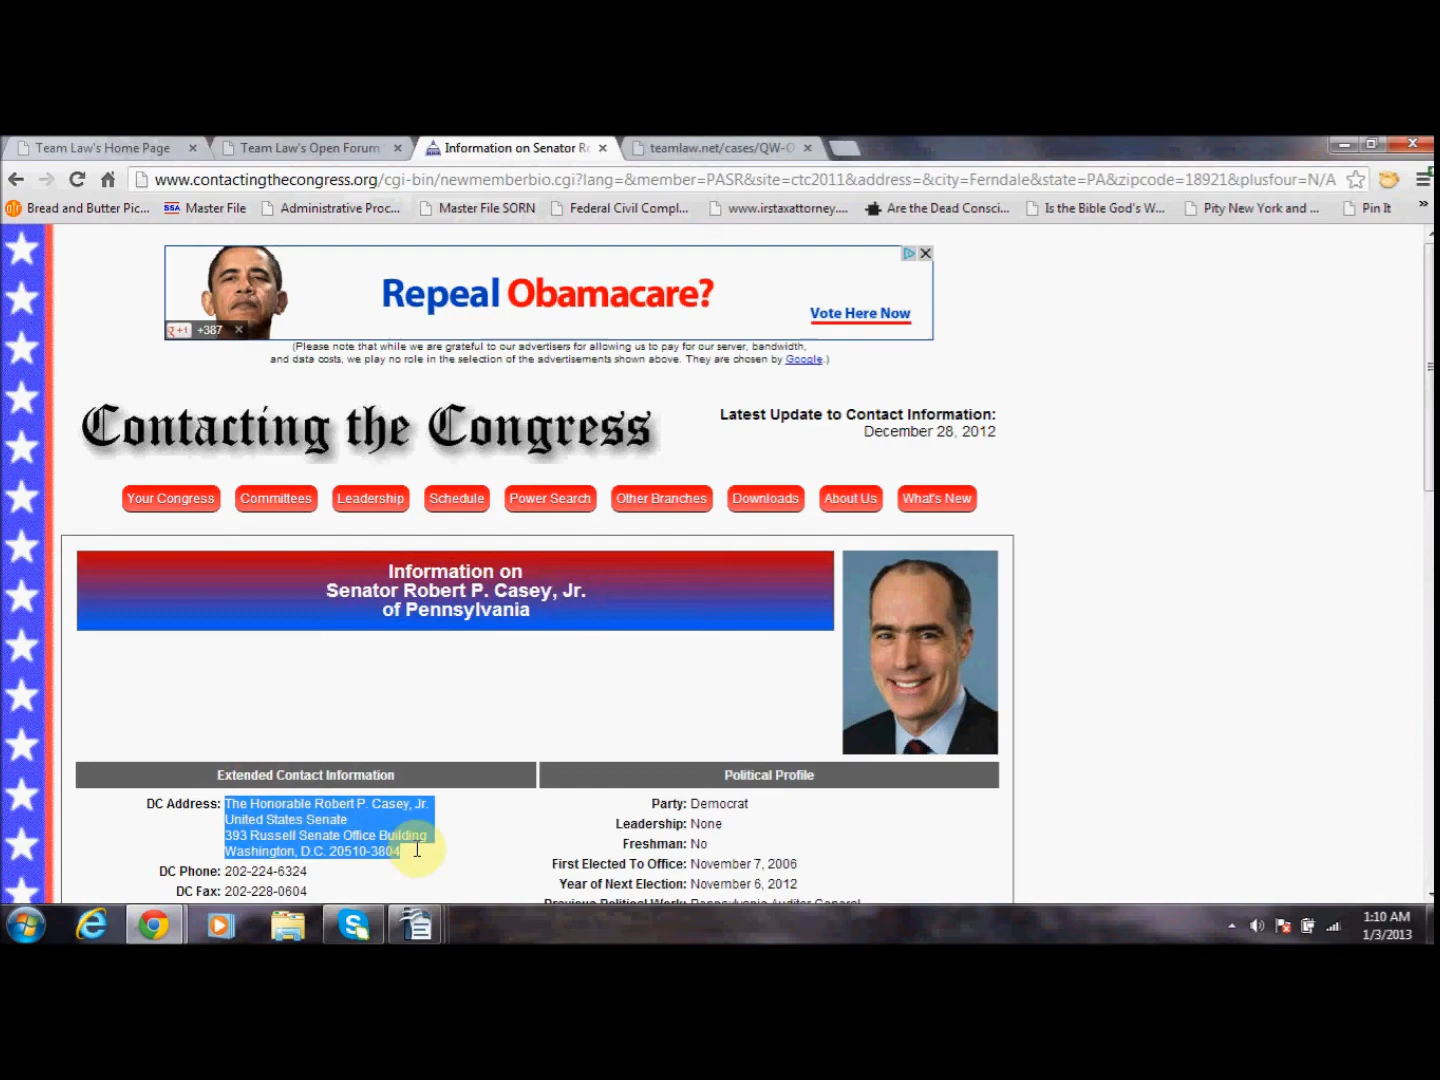 Team Law's Home Page
Team Law's Open Forum
Information on Senator Ro
teamlaw.net/cases/QW-O
www.contactingthecongress.org/cgi-bin/newmemberbio.cgi?lang=&member=PASR&site=ctc2011&address=&city=Ferndale&state=PA&zipcode=18921&plusfour=N/A
Bread and Butter Pic... SSA Master File Administrative Proc... Master File SORN Federal Civil Compl... www.irstaxattorney.... Are the Dead Consci... Is the Bible God's W... Pity New York and ... Pin It »
Repeal Obamacare?
Vote Here Now
g+1 +387
(Please note that while we are grateful to our advertisers for allowing us to pay for our server, bandwidth,
and data costs, we play no role in the selection of the advertisements shown above. They are chosen by Google.)
Contacting the Congress
Latest Update to Contact Information:
December 28, 2012
Your Congress Committees Leadership Schedule Power Search Other Branches Downloads About Us What's New
Information on
Senator Robert P. Casey, Jr.
of Pennsylvania
Extended Contact Information
DC Address: The Honorable Robert P. Casey, Jr.
United States Senate
393 Russell Senate Office Building
Washington, D.C. 20510-3804
DC Phone: 202-224-6324
DC Fax: 202-228-0604
Political Profile
Party: Democrat
Leadership: None
Freshman: No
First Elected To Office: November 7, 2006
Year of Next Election: November 6, 2012
Previous Political Work: Pennsylvania Auditor General
1:10 AM
1/3/2013